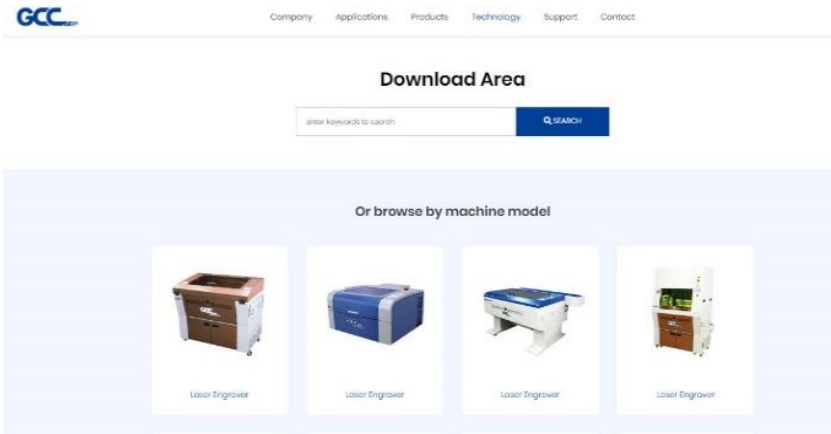 GCC
Company Applications Products Technology Support Contact
Download Area
enter keywords to search
SEARCH
Or browse by machine model
Laser Engraver
Laser Engraver
Laser Engraver
Laser Engraver